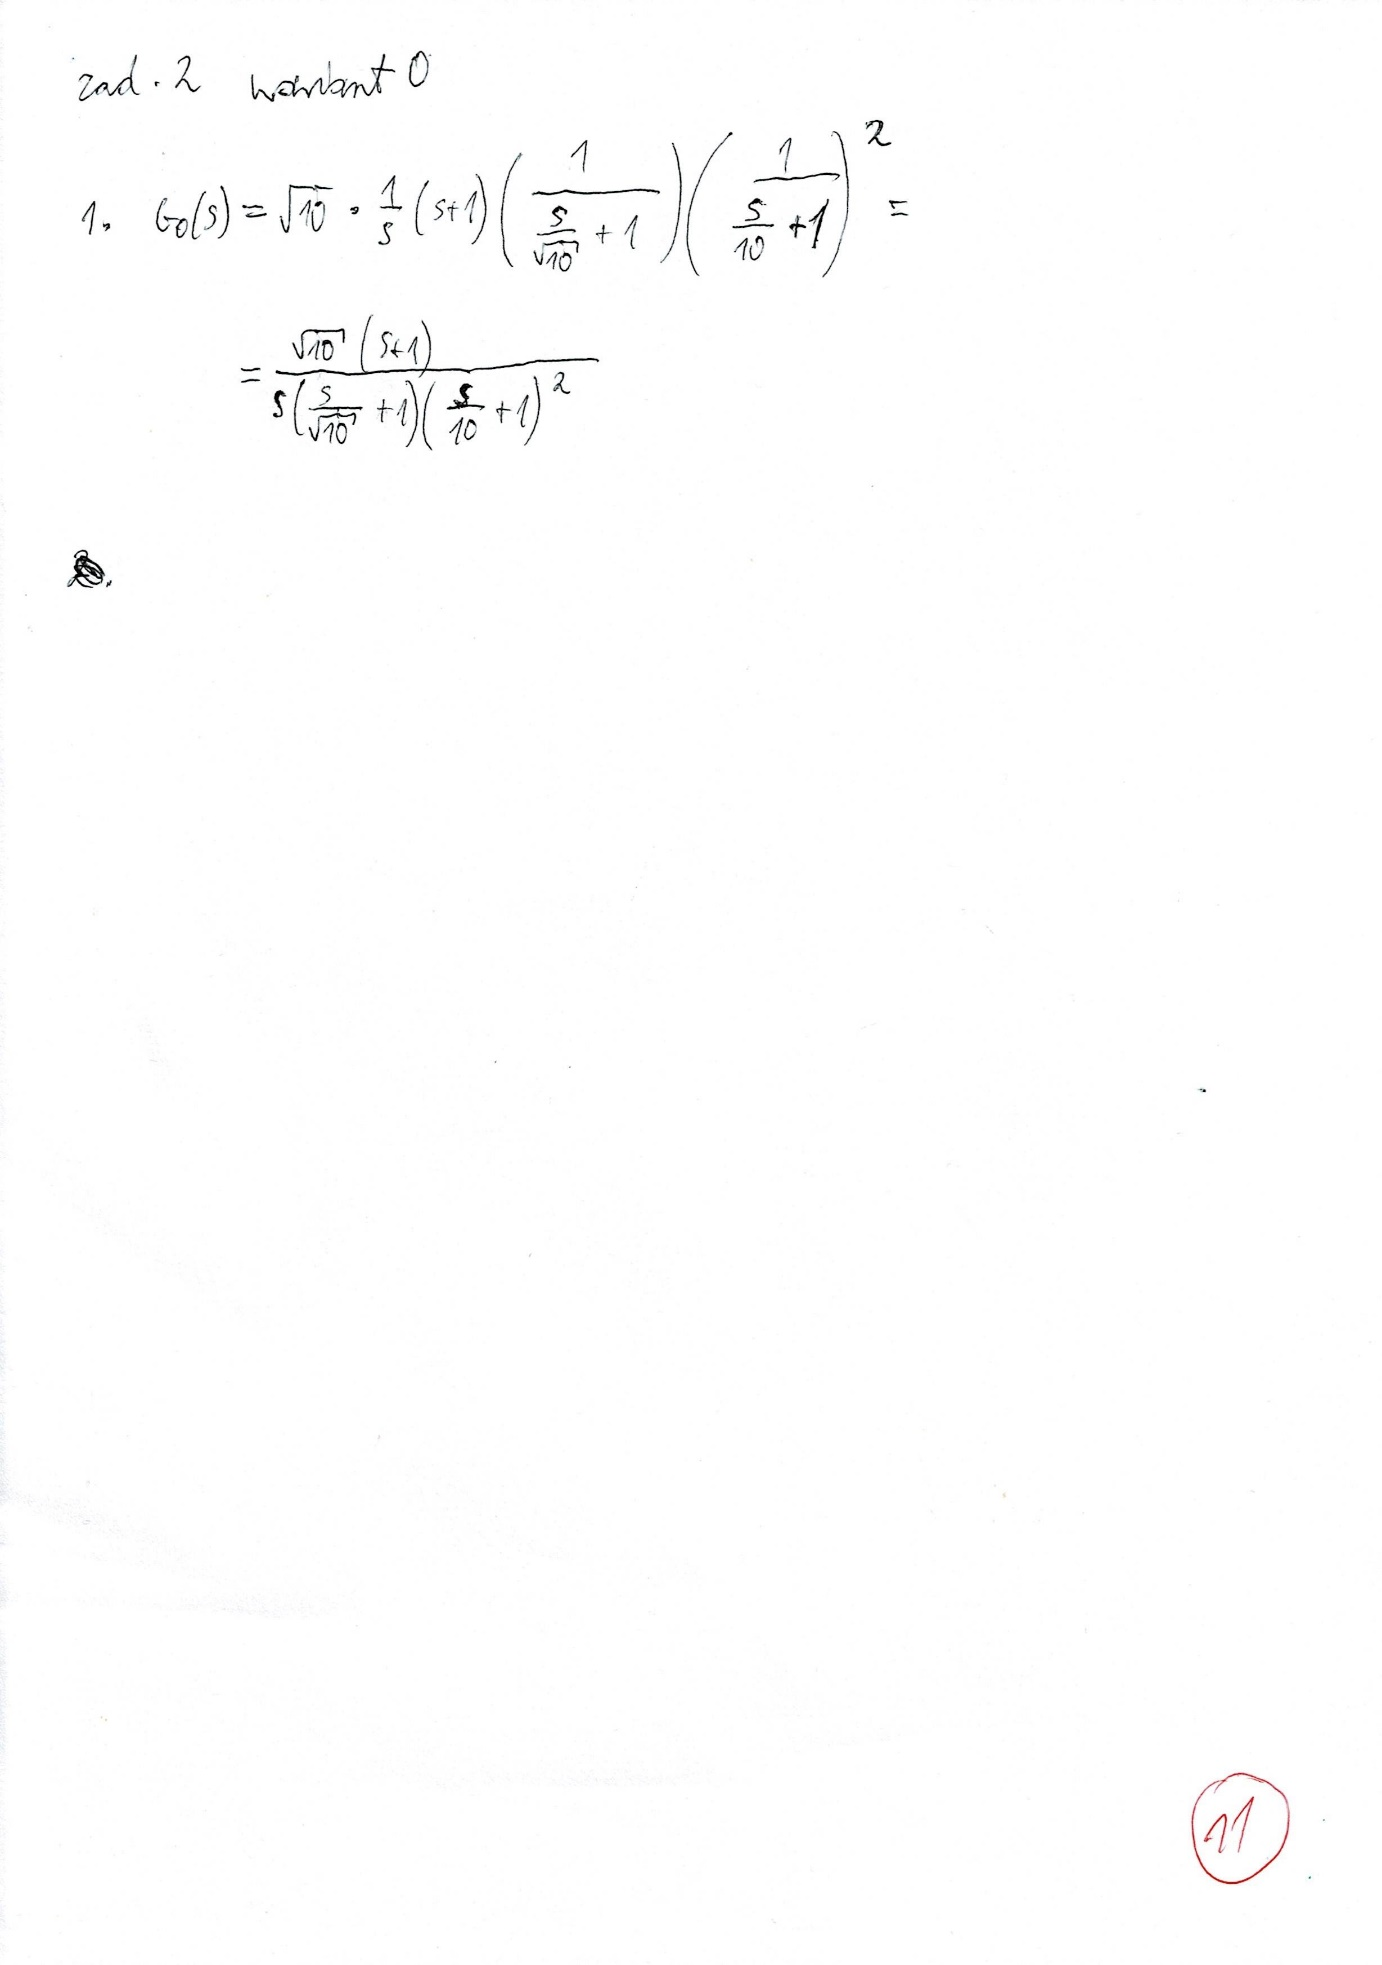 zad. 2 wariant 0
1. G₀(s) = √10 · 1/s (s+1) (1/(s/√10 + 1)) (1/(s/10 + 1))² =
= √10 (s+1) / (s (s/√10 + 1)(s/10 + 1)²)
11